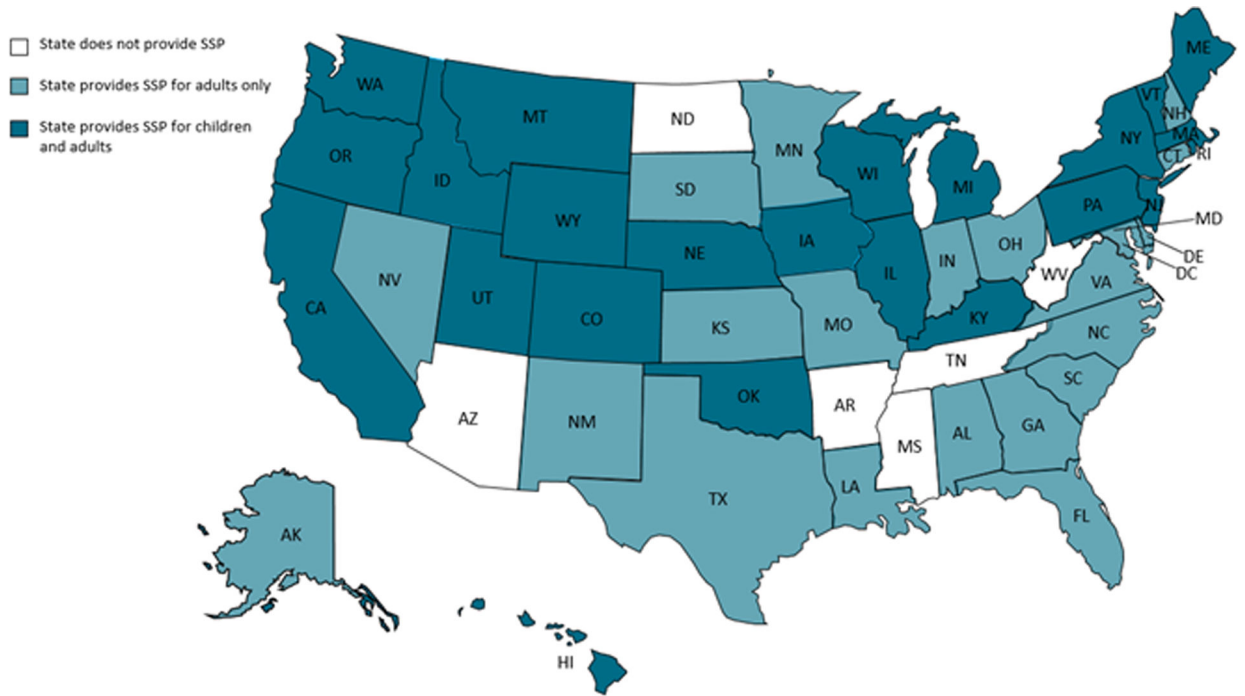 State does not provide SSP
State provides SSP for adults only
State provides SSP for children
and adults
ME
WA
VT
MT
NH
ND
NY
MA
MN
RI
OR
CT
WI
ID
SD
MI
PA
NJ
WY
MD
IA
OH
NE
DE
IN
IL
WV
DC
NV
VA
UT
CA
CO
KY
KS
MO
NC
TN
SC
OK
AR
AZ
NM
GA
AL
MS
LA
TX
FL
AK
HI